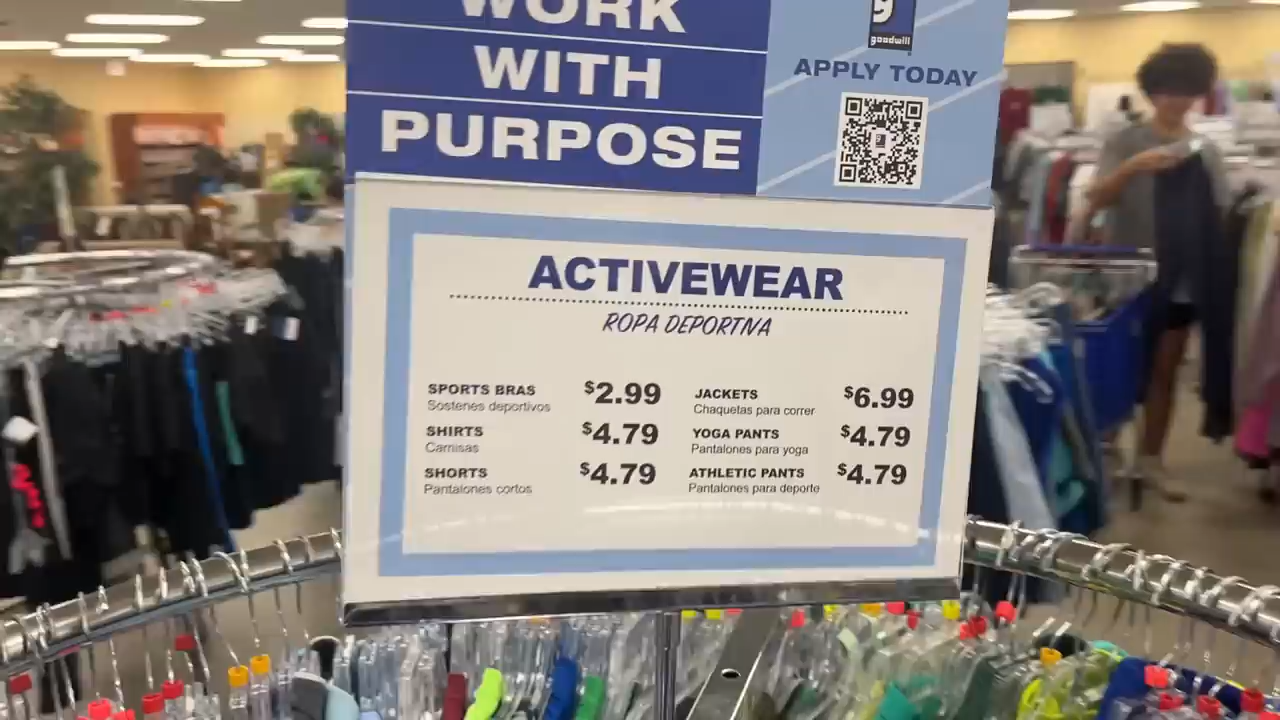 WORK
WITH
PURPOSE
g
goodwill
APPLY TODAY
ACTIVEWEAR
ROPA DEPORTIVA
SPORTS BRAS $2.99
Sostenes deportivos
SHIRTS $4.79
Camisas
SHORTS $4.79
Pantalones cortos
JACKETS $6.99
Chaquetas para correr
YOGA PANTS $4.79
Pantalones para yoga
ATHLETIC PANTS $4.79
Pantalones para deporte